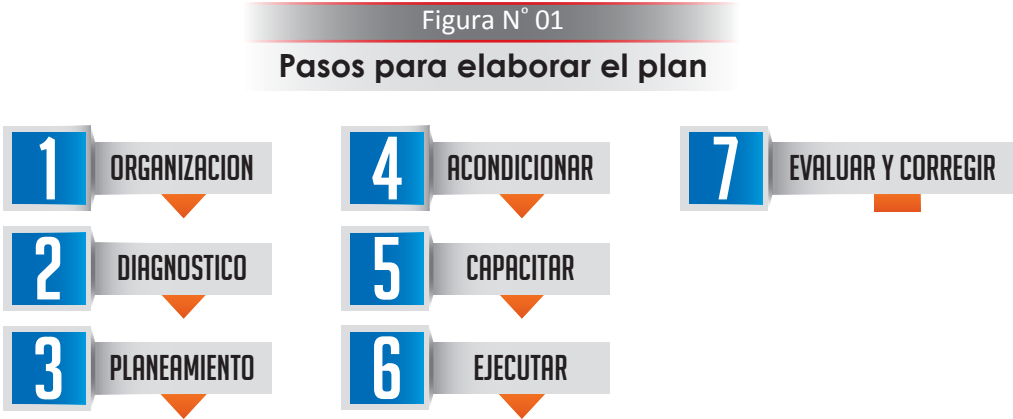 Figura N° 01
Pasos para elaborar el plan
1 ORGANIZACION
2 DIAGNOSTICO
3 PLANEAMIENTO
4 ACONDICIONAR
5 CAPACITAR
6 EJECUTAR
7 EVALUAR Y CORREGIR